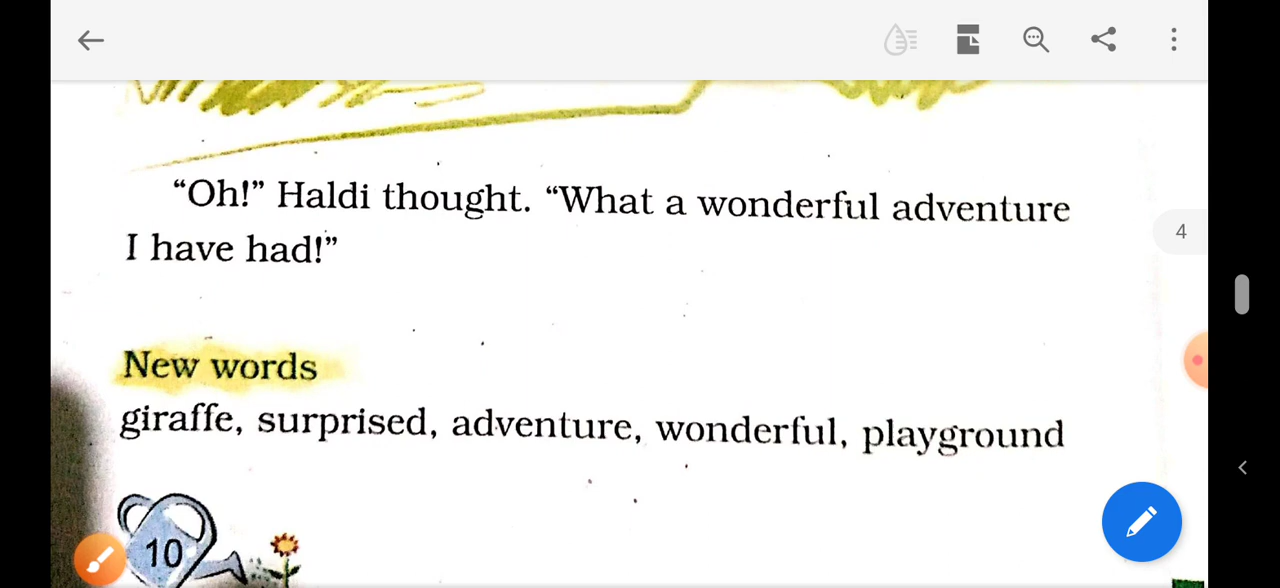 4
“Oh!” Haldi thought. “What a wonderful adventure
I have had!”
New words
giraffe, surprised, adventure, wonderful, playground
10